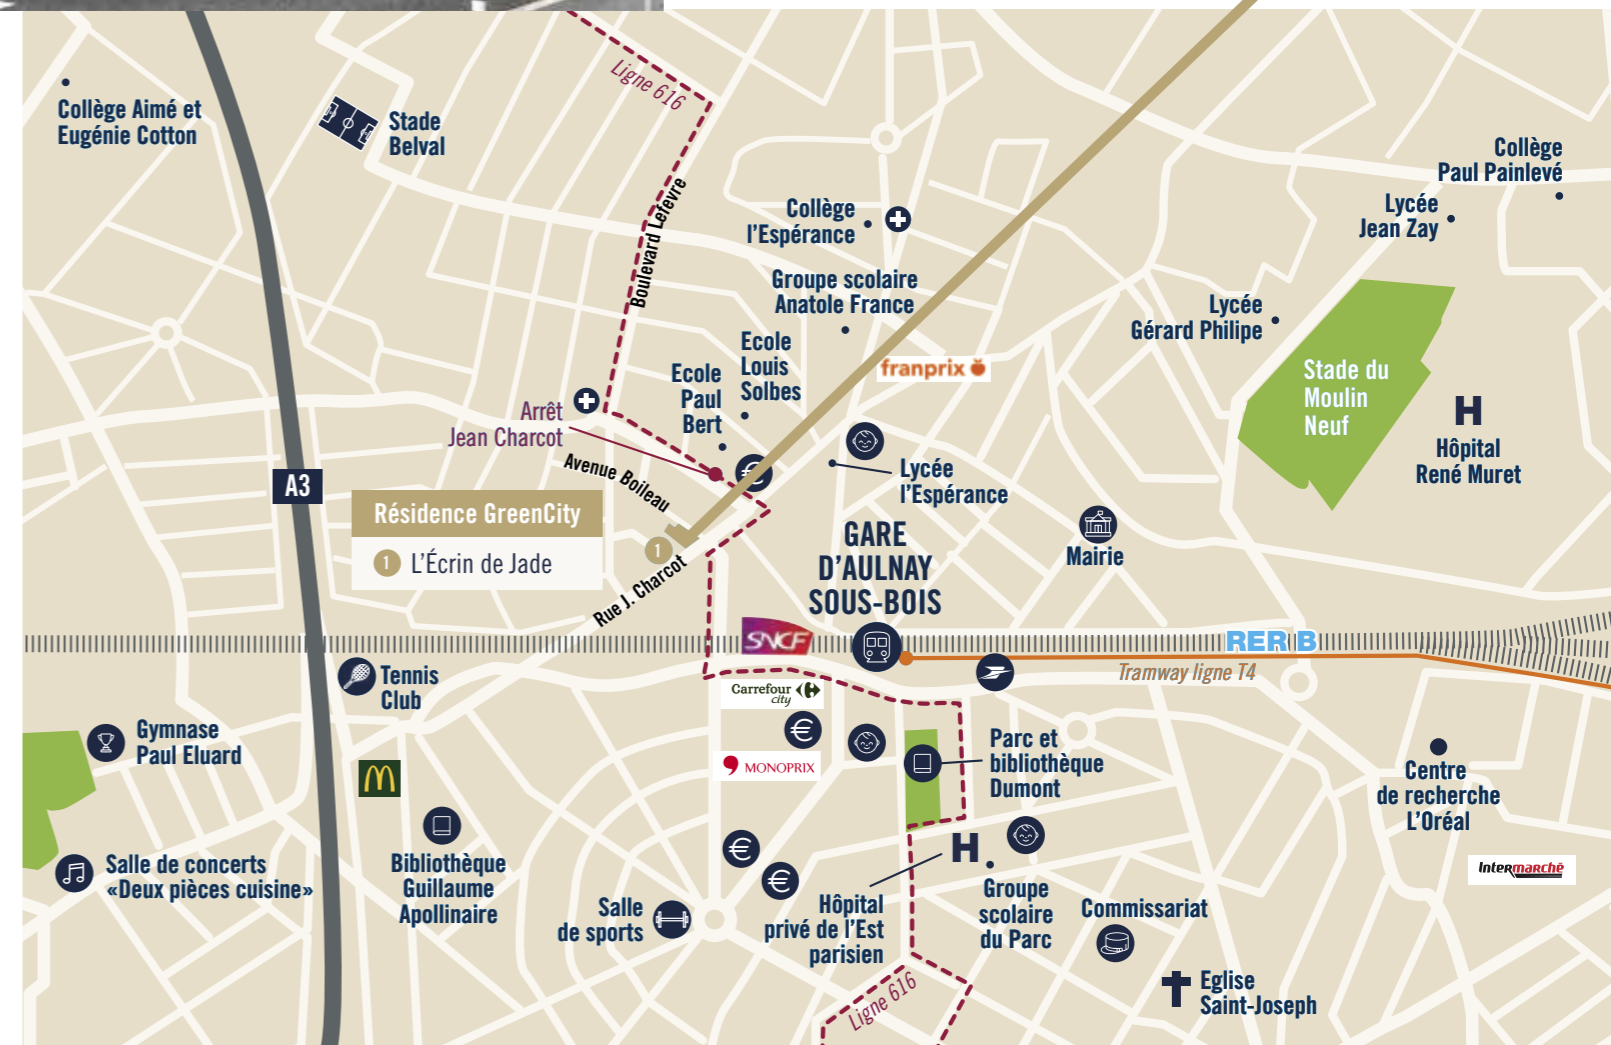 Ligne 616
Collège Aimé et
Eugénie Cotton
Stade
Belval
Boulevard Lefèvre
Collège
l'Espérance
Groupe scolaire
Anatole France
Collège
Paul Painlevé
Lycée
Jean Zay
Lycée
Gérard Philipe
Stade du
Moulin
Neuf
H
Hôpital
René Muret
Ecole
Louis
Solbes
Ecole
Paul
Bert
franprix
Arrêt
Jean Charcot
Avenue Boileau
€
Lycée
l'Espérance
A3
Résidence GreenCity
1 L'Écrin de Jade
1
Rue J. Charcot
GARE
D'AULNAY
SOUS-BOIS
Mairie
SNCF
RER B
Tramway ligne T4
Tennis
Club
Carrefour
city
€
MONOPRIX
Gymnase
Paul Eluard
M
Parc et
bibliothèque
Dumont
Centre
de recherche
L'Oréal
Intermarchē
Salle de concerts
«Deux pièces cuisine»
Bibliothèque
Guillaume
Apollinaire
€
€
Salle
de sports
H
Hôpital
privé de l'Est
parisien
Groupe
scolaire
du Parc
Commissariat
Eglise
Saint-Joseph
Ligne 616